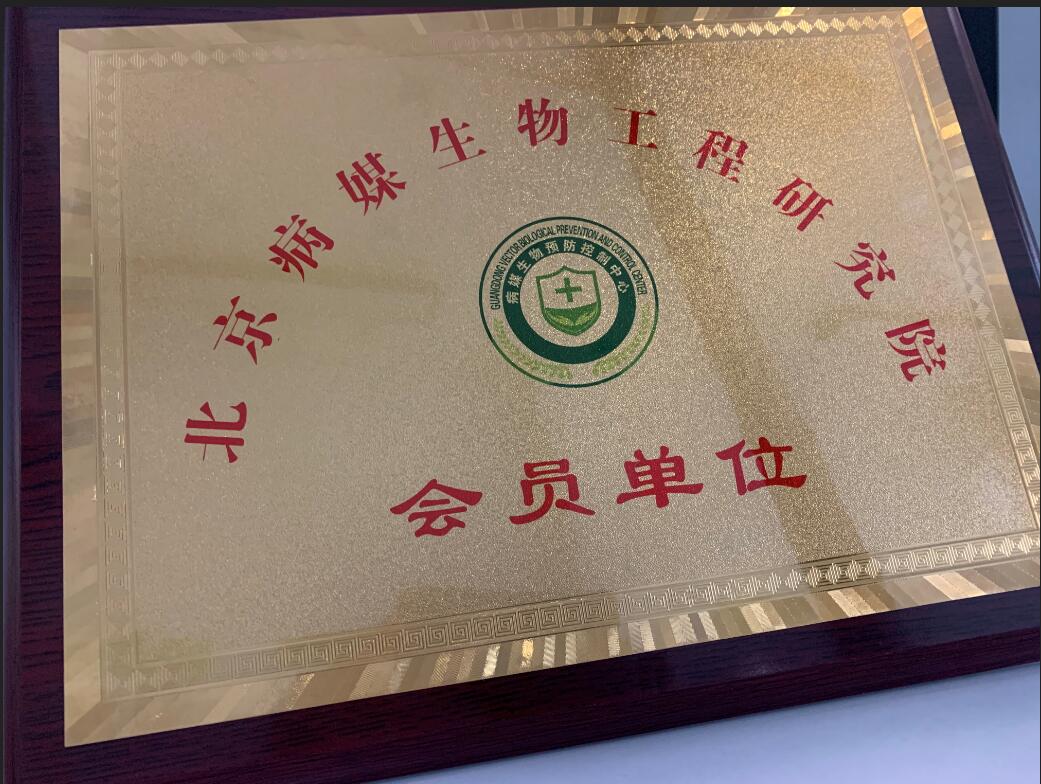 北京病媒生物工程研究院
GUANGDONG VECTOR BIOLOGICAL PREVENTION AND CONTROL CENTER
病媒生物预防控制中心
会员单位